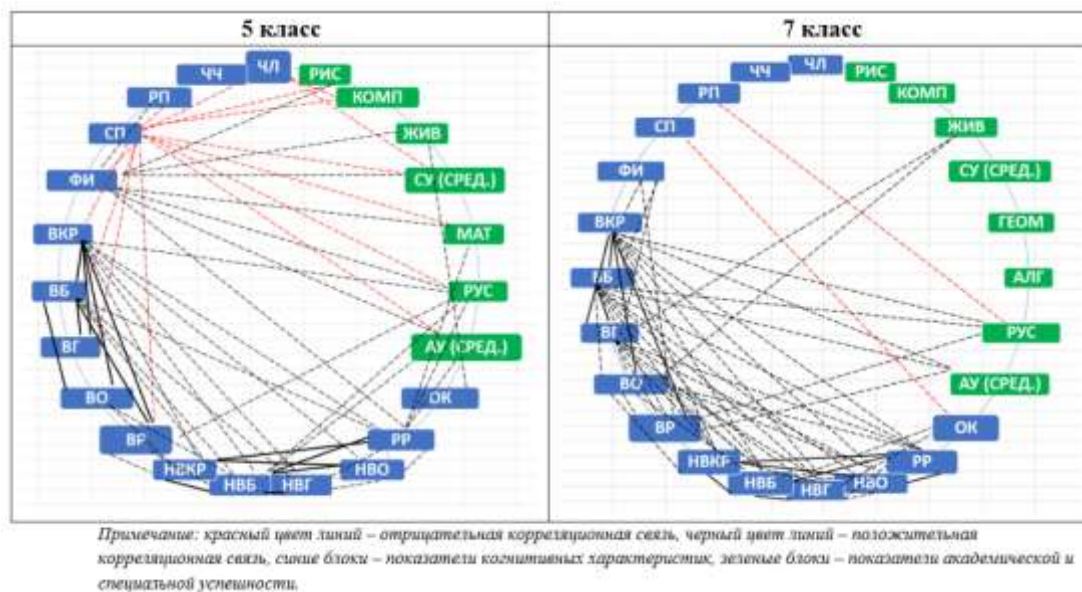 5 класс
7 класс
ЧЛ
ЧЧ
РИС
РП
КОМП
СП
ЖИВ
ФИ
СУ (СРЕД.)
ВКР
МАТ
ВБ
РУС
ВГ
АУ (СРЕД.)
ВО
ОК
ВР
РР
НВКР
НВО
НВБ
НВГ
ЧЧ
ЧЛ
РИС
РП
КОМП
СП
ЖИВ
ФИ
СУ (СРЕД.)
ВКР
ГЕОМ
ВБ
АЛГ
ВГ
РУС
ВО
АУ (СРЕД.)
ВР
ОК
НВКР
РР
НВБ
НВГ
НВО
Примечание: красный цвет линий – отрицательная корреляционная связь, черный цвет линий – положительная
корреляционная связь, синие блоки – показатели когнитивных характеристик, зеленые блоки – показатели академической и
специальной успешности.